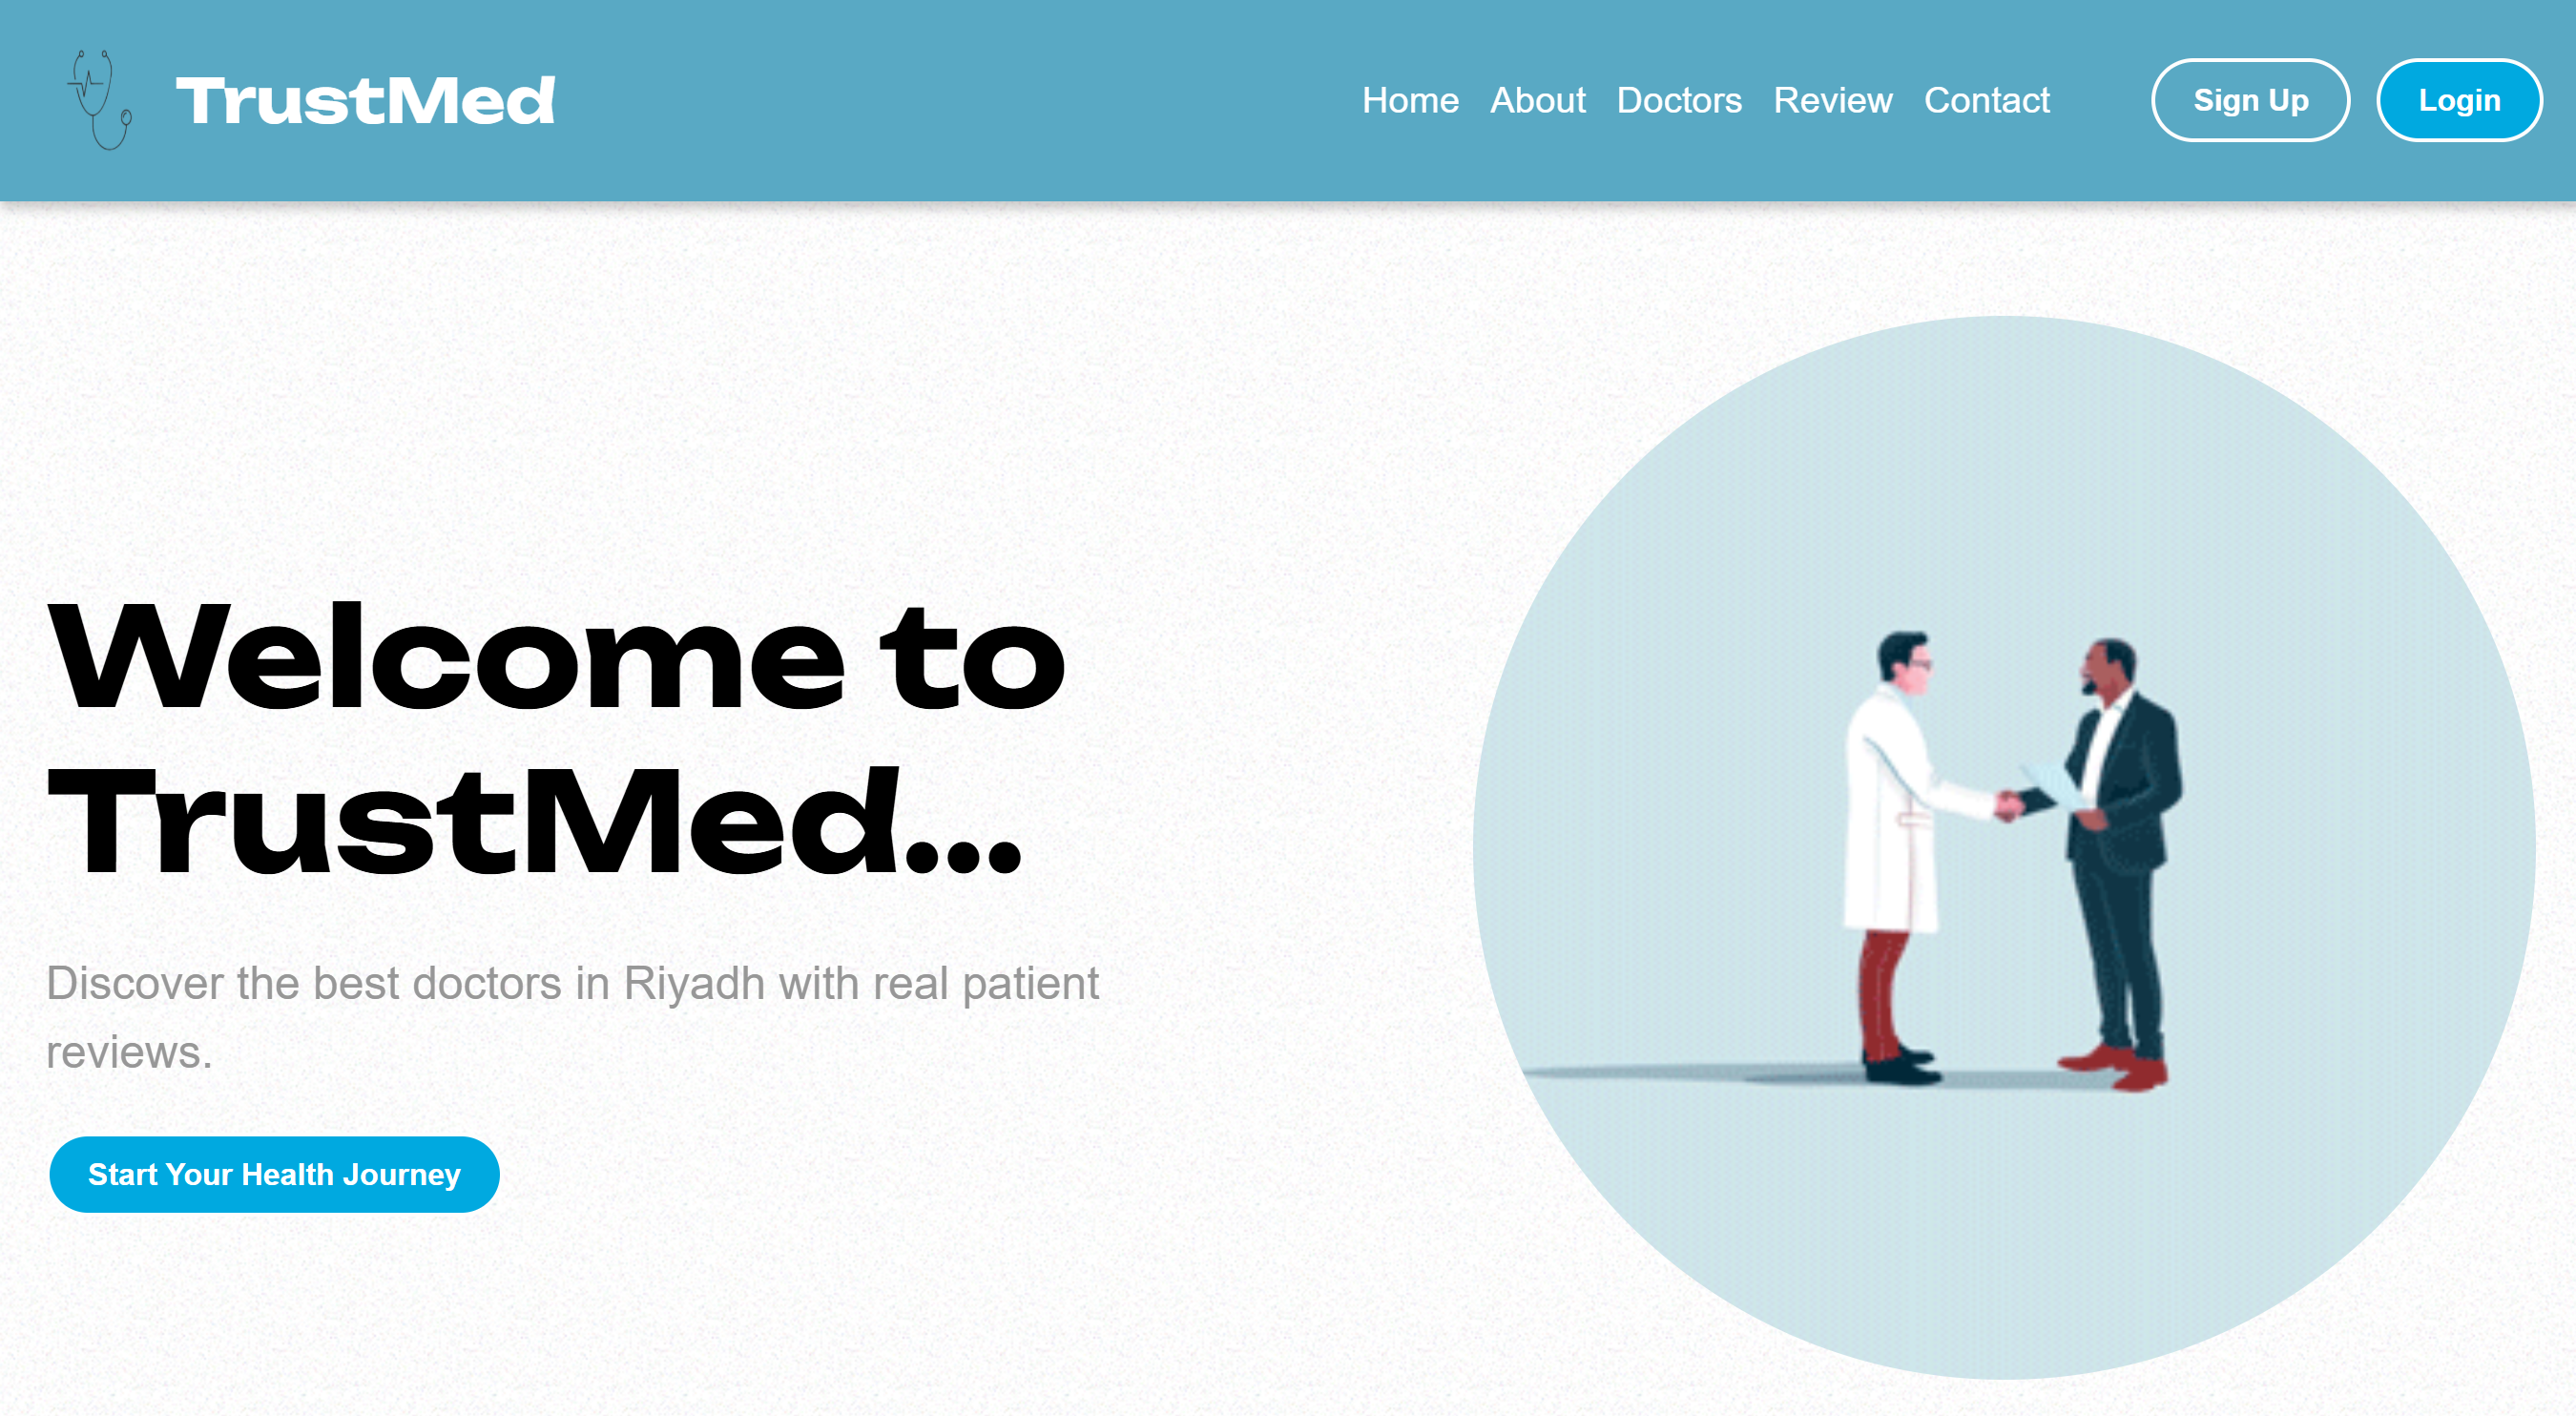 TrustMed
Home About Doctors Review Contact Sign Up Login
Welcome to
TrustMed...
Discover the best doctors in Riyadh with real patient
reviews.
Start Your Health Journey